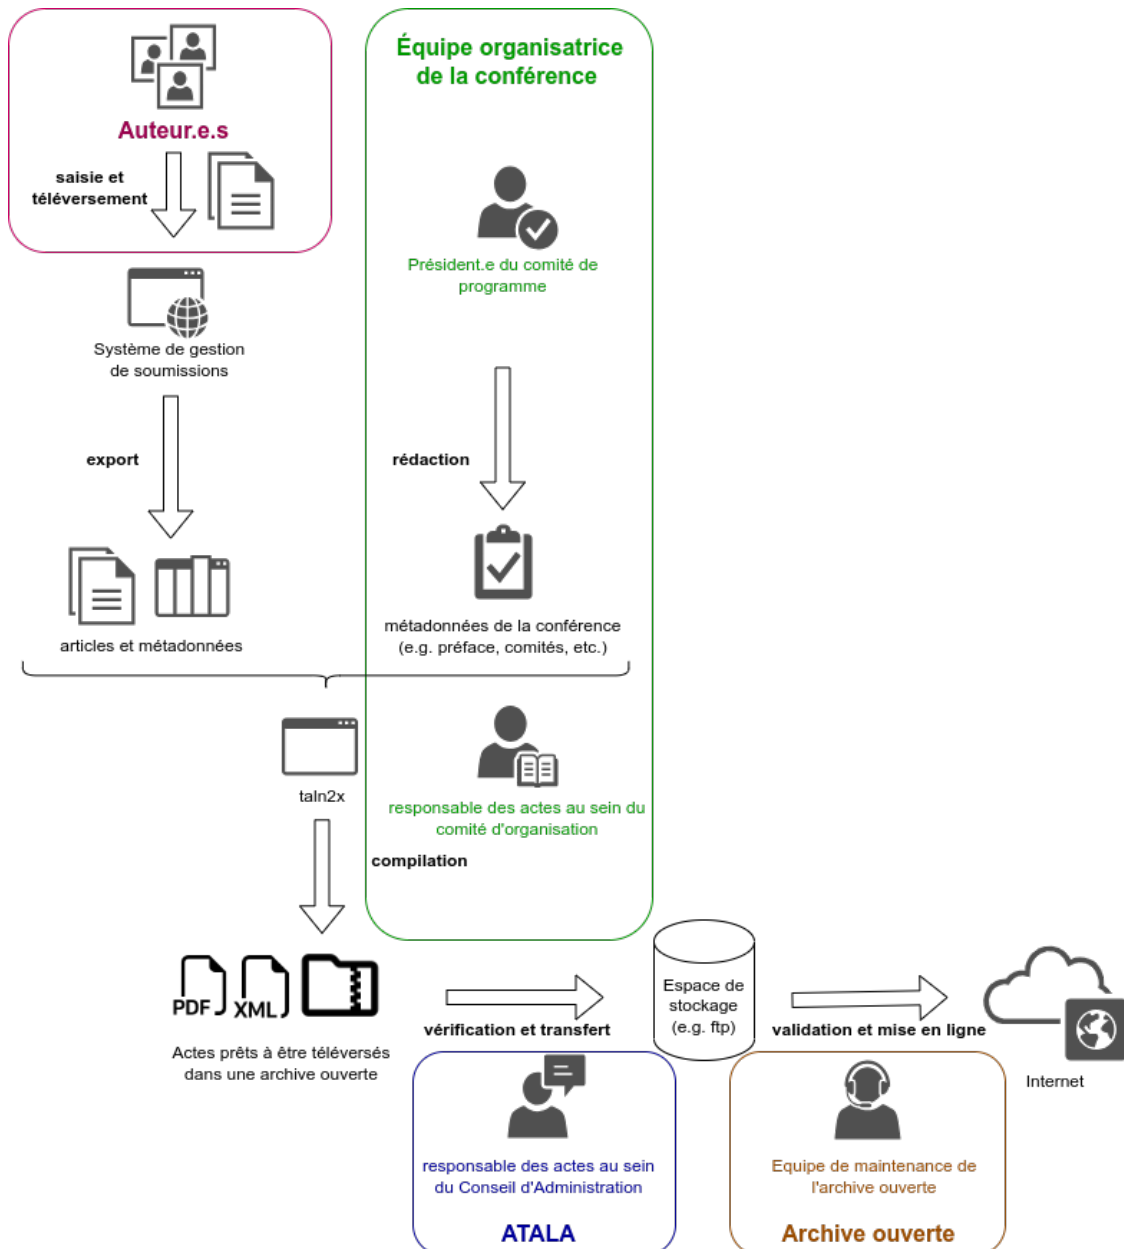 Auteur.e.s
saisie et
téléversement
Système de gestion
de soumissions
export
articles et métadonnées
Équipe organisatrice
de la conférence
Président.e du comité de
programme
rédaction
métadonnées de la conférence
(e.g. préface, comités, etc.)
taln2x
responsable des actes au sein du
comité d'organisation
compilation
PDF
XML
Actes prêts à être téléversés
dans une archive ouverte
vérification et transfert
Espace de
stockage
(e.g. ftp)
validation et mise en ligne
Internet
responsable des actes au sein
du Conseil d'Administration
ATALA
Equipe de maintenance de
l'archive ouverte
Archive ouverte